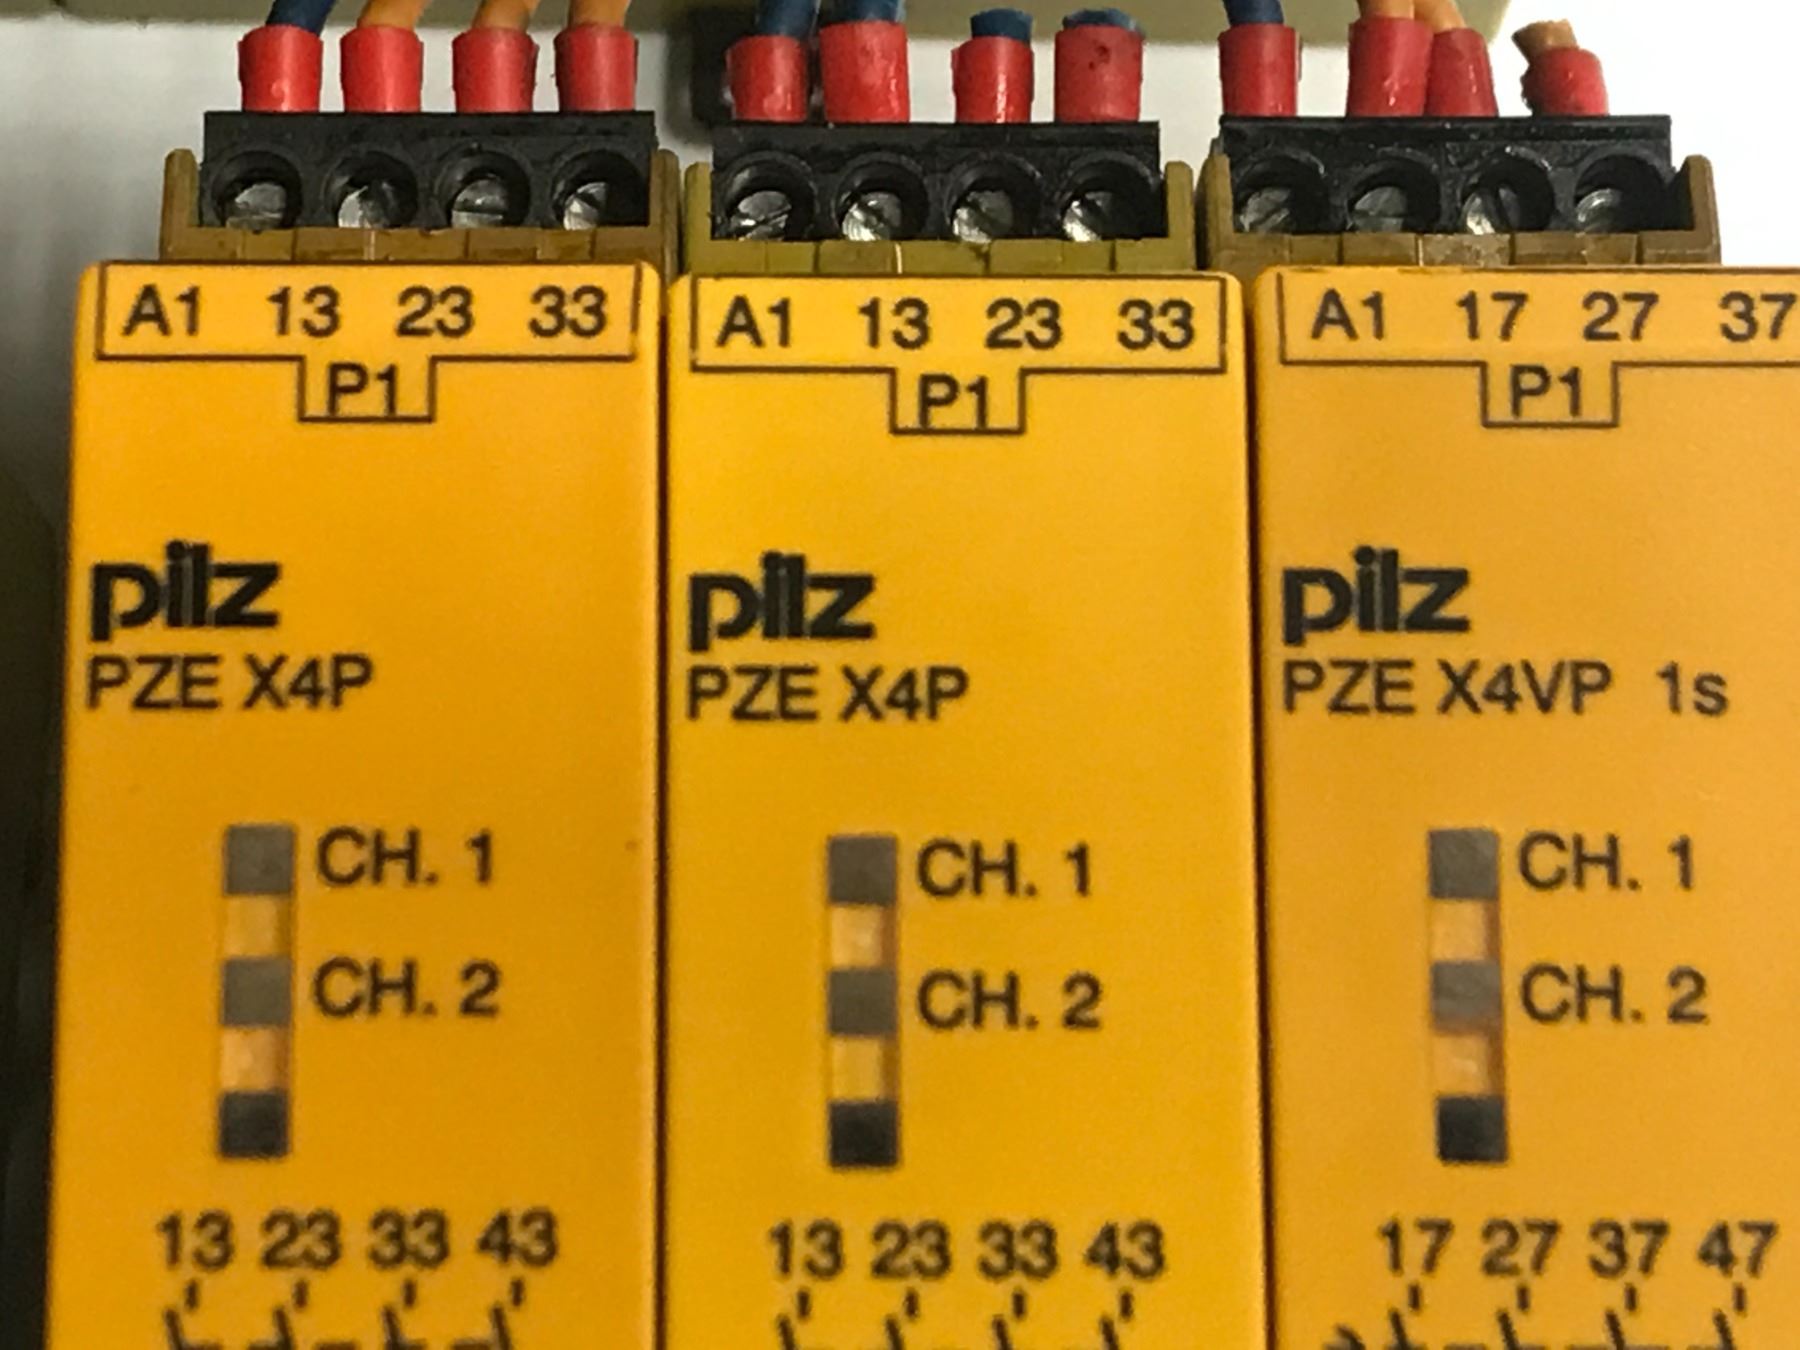 A1 13 23 33
P1
pilz
PZE X4P
CH. 1
CH. 2
13 23 33 43
A1 13 23 33
P1
pilz
PZE X4P
CH. 1
CH. 2
13 23 33 43
A1 17 27 37
P1
pilz
PZE X4VP 1s
CH. 1
CH. 2
17 27 37 47